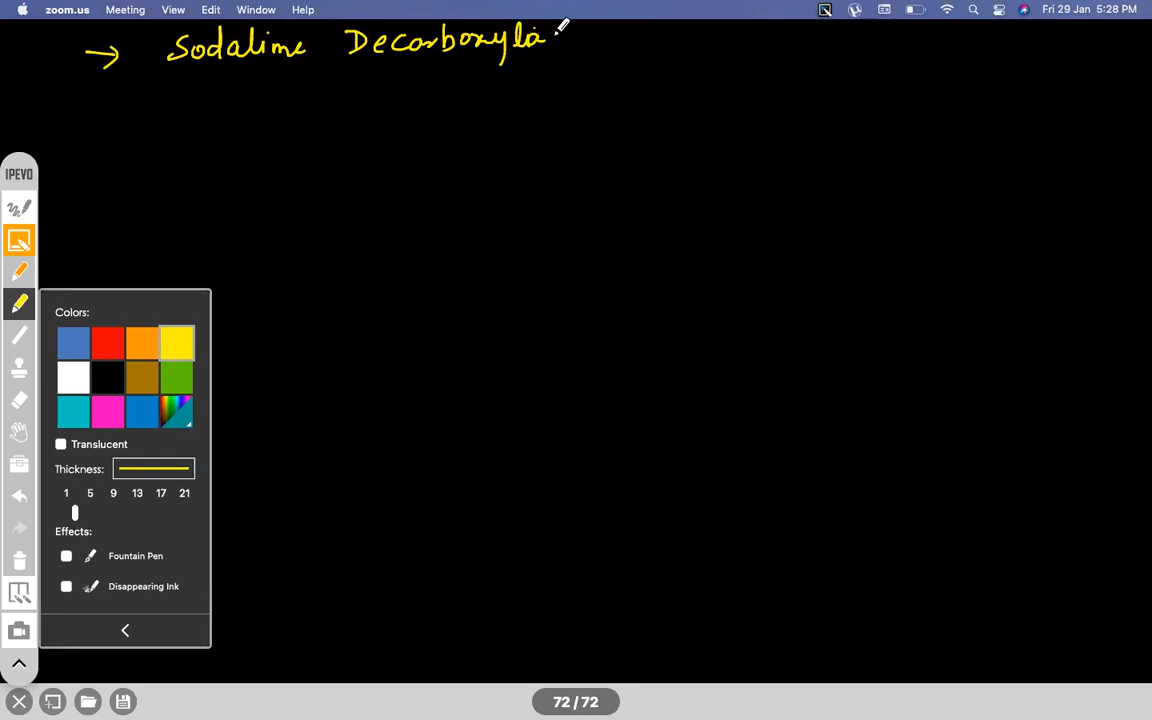 zoom.us Meeting View Edit Window Help Fri 29 Jan 5:28 PM
→ Sodalime Decarboxyla
IPEVO
Colors:
Translucent
Thickness:
1 5 9 13 17 21
Effects:
Fountain Pen
Disappearing Ink
72 / 72